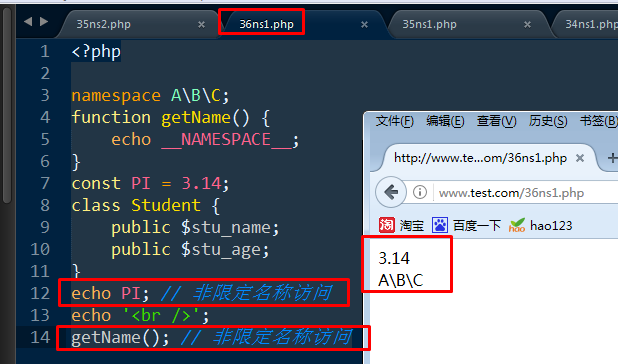 35ns2.php
36ns1.php
35ns1.php
34ns1.php
1 <?php
2
3 namespace A\B\C;
4 function getName() {
5 echo __NAMESPACE__;
6 }
7 const PI = 3.14;
8 class Student {
9 public $stu_name;
10 public $stu_age;
11 }
12 echo PI; // 非限定名称访问
13 echo '<br />';
14 getName(); // 非限定名称访问
文件(F) 编辑(E) 查看(V) 历史(S) 书签(B)
http://www.te...om/36ns1.php
www.test.com/36ns1.php
淘 淘宝 百度一下 hao hao123
3.14
A\B\C